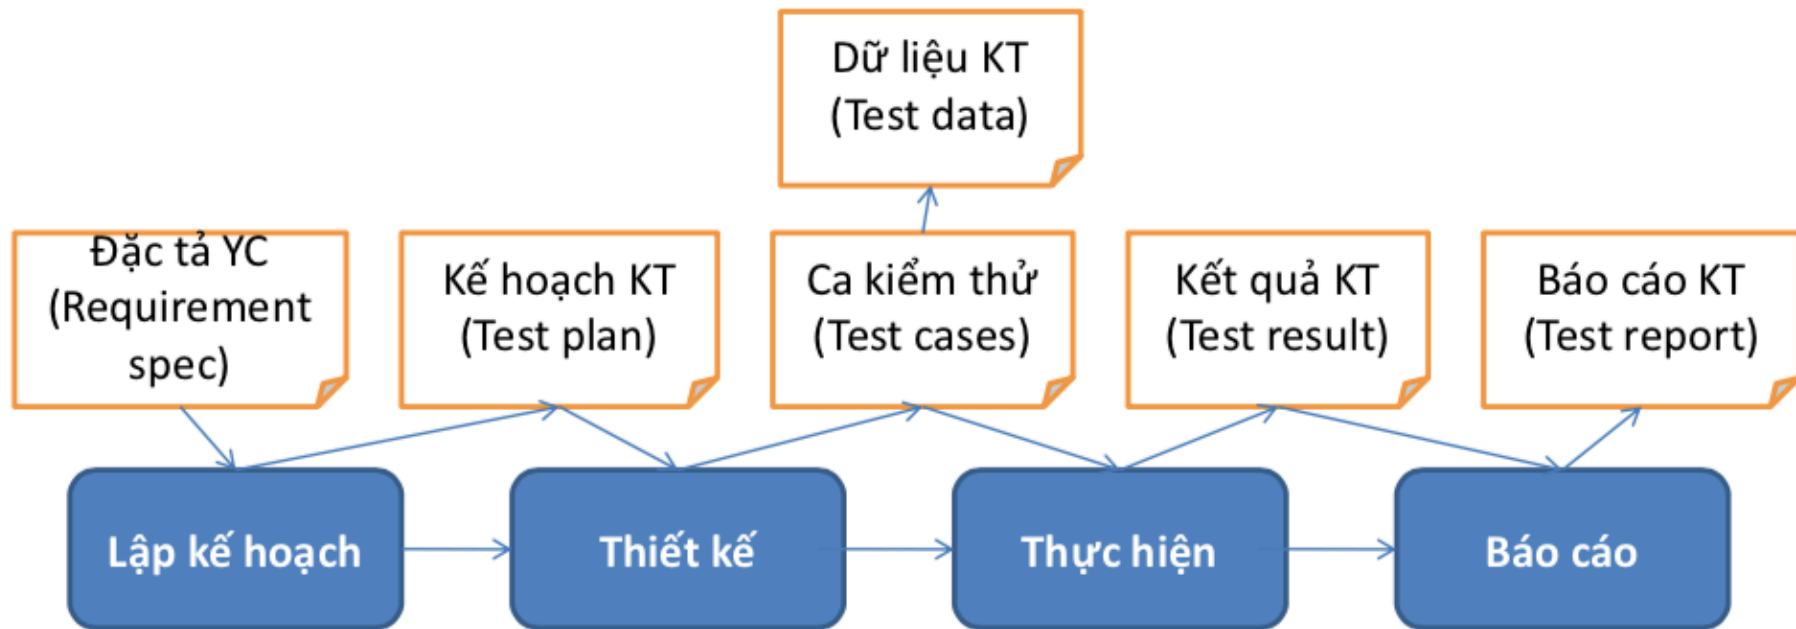 Dữ liệu KT
(Test data)
Đặc tả YC
(Requirement
spec)
Kế hoạch KT
(Test plan)
Ca kiểm thử
(Test cases)
Kết quả KT
(Test result)
Báo cáo KT
(Test report)
Lập kế hoạch
Thiết kế
Thực hiện
Báo cáo